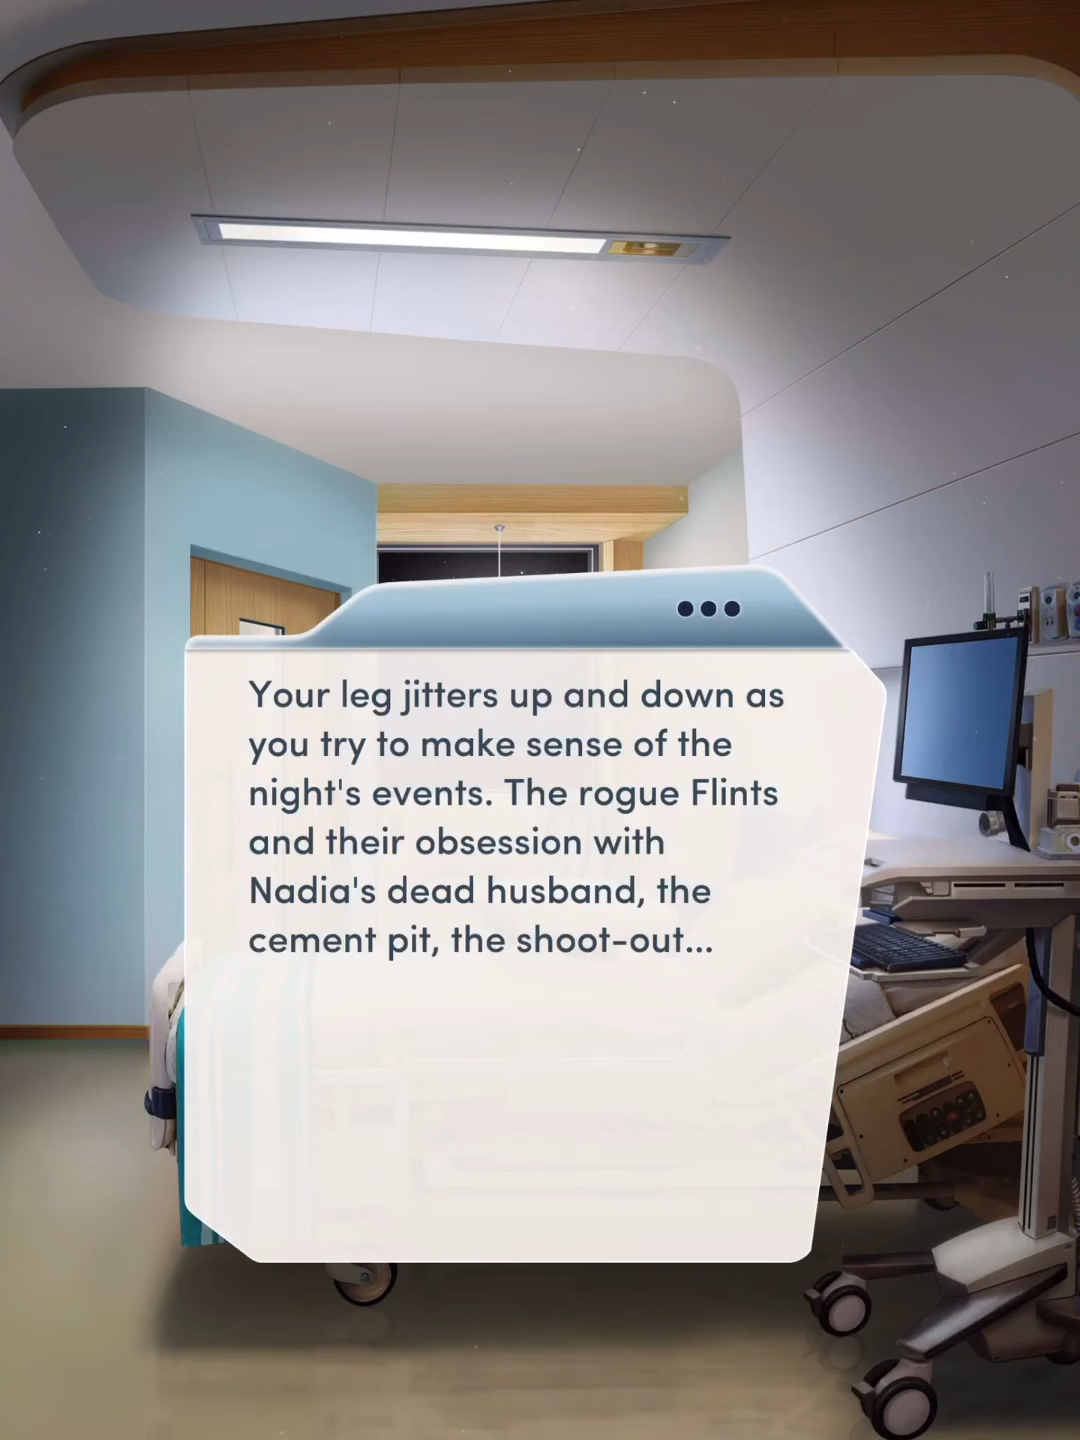 Your leg jitters up and down as
you try to make sense of the
night's events. The rogue Flints
and their obsession with
Nadia's dead husband, the
cement pit, the shoot-out...